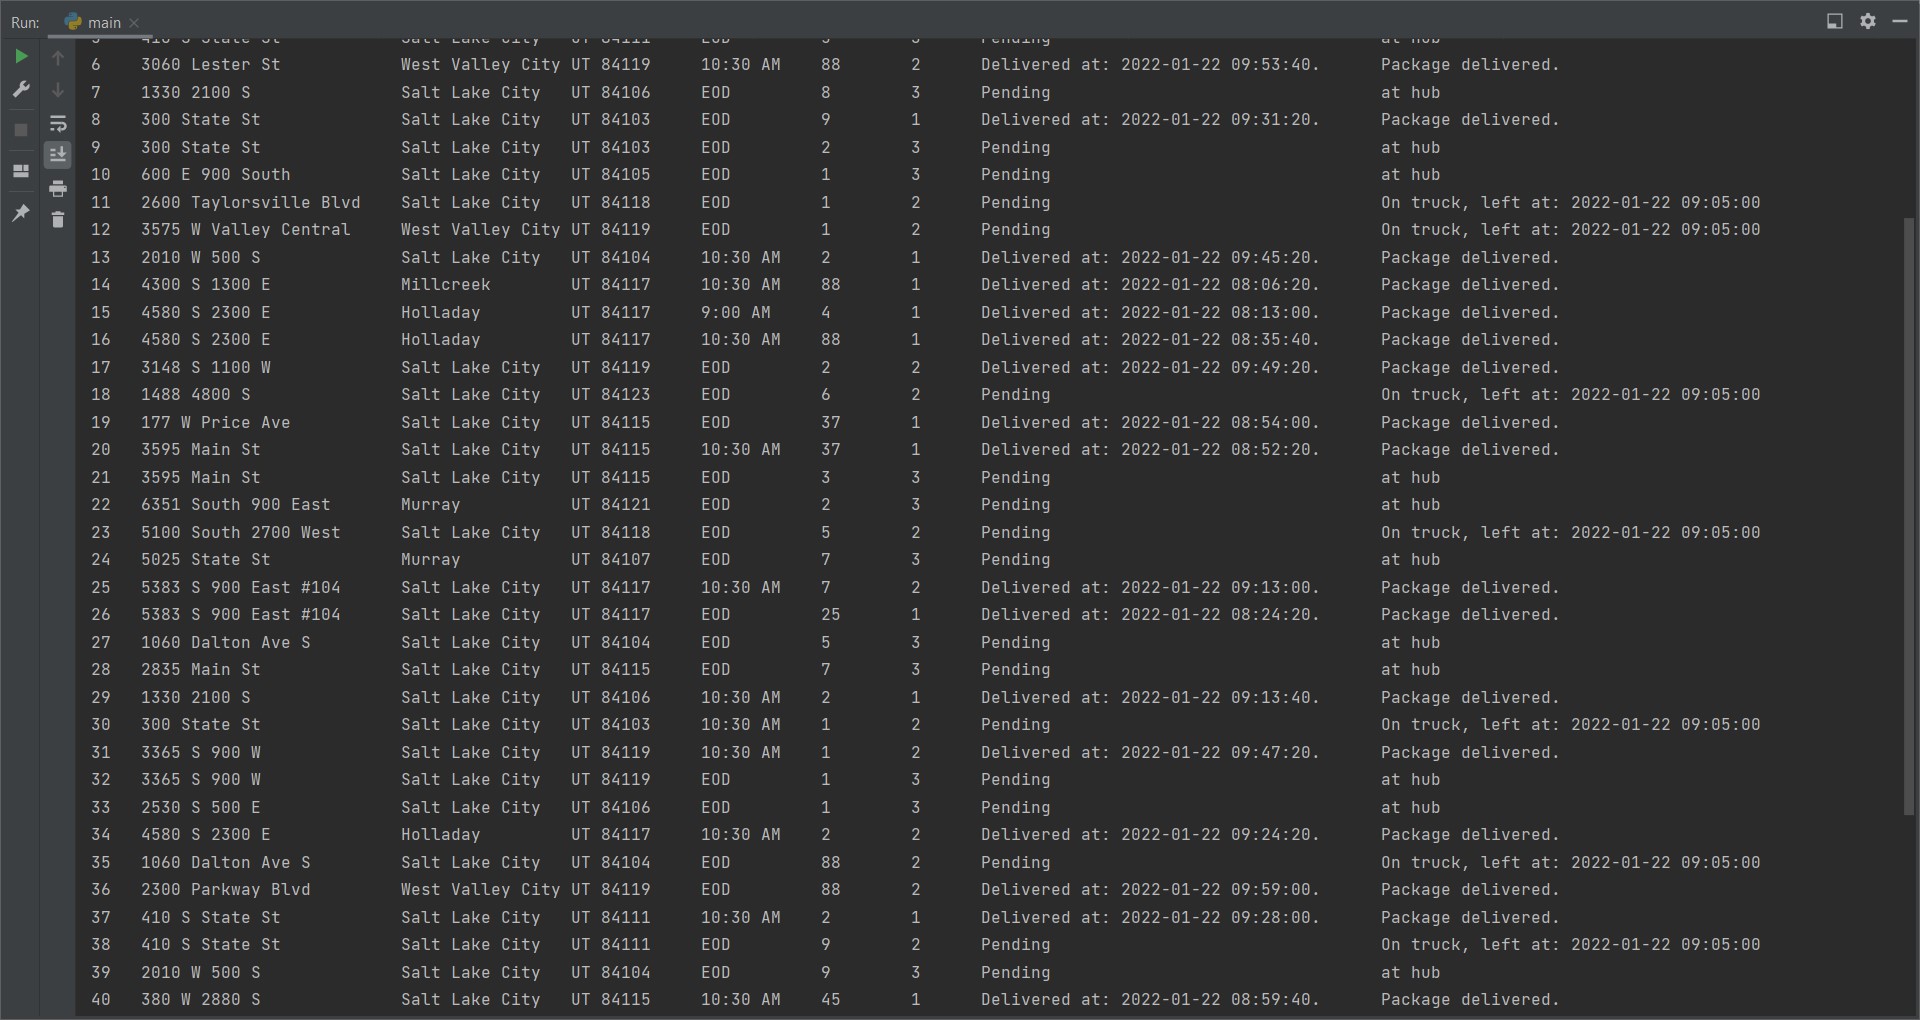 Run: main
5 410 S State St Salt Lake City UT 84111 EOD 5 3 Pending at hub
6 3060 Lester St West Valley City UT 84119 10:30 AM 88 2 Delivered at: 2022-01-22 09:53:40. Package delivered.
7 1330 2100 S Salt Lake City UT 84106 EOD 8 3 Pending at hub
8 300 State St Salt Lake City UT 84103 EOD 9 1 Delivered at: 2022-01-22 09:31:20. Package delivered.
9 300 State St Salt Lake City UT 84103 EOD 2 3 Pending at hub
10 600 E 900 South Salt Lake City UT 84105 EOD 1 3 Pending at hub
11 2600 Taylorsville Blvd Salt Lake City UT 84118 EOD 1 2 Pending On truck, left at: 2022-01-22 09:05:00
12 3575 W Valley Central West Valley City UT 84119 EOD 1 2 Pending On truck, left at: 2022-01-22 09:05:00
13 2010 W 500 S Salt Lake City UT 84104 10:30 AM 2 1 Delivered at: 2022-01-22 09:45:20. Package delivered.
14 4300 S 1300 E Millcreek UT 84117 10:30 AM 88 1 Delivered at: 2022-01-22 08:06:20. Package delivered.
15 4580 S 2300 E Holladay UT 84117 9:00 AM 4 1 Delivered at: 2022-01-22 08:13:00. Package delivered.
16 4580 S 2300 E Holladay UT 84117 10:30 AM 88 1 Delivered at: 2022-01-22 08:35:40. Package delivered.
17 3148 S 1100 W Salt Lake City UT 84119 EOD 2 2 Delivered at: 2022-01-22 09:49:20. Package delivered.
18 1488 4800 S Salt Lake City UT 84123 EOD 6 2 Pending On truck, left at: 2022-01-22 09:05:00
19 177 W Price Ave Salt Lake City UT 84115 EOD 37 1 Delivered at: 2022-01-22 08:54:00. Package delivered.
20 3595 Main St Salt Lake City UT 84115 10:30 AM 37 1 Delivered at: 2022-01-22 08:52:20. Package delivered.
21 3595 Main St Salt Lake City UT 84115 EOD 3 3 Pending at hub
22 6351 South 900 East Murray UT 84121 EOD 2 3 Pending at hub
23 5100 South 2700 West Salt Lake City UT 84118 EOD 5 2 Pending On truck, left at: 2022-01-22 09:05:00
24 5025 State St Murray UT 84107 EOD 7 3 Pending at hub
25 5383 S 900 East #104 Salt Lake City UT 84117 10:30 AM 7 2 Delivered at: 2022-01-22 09:13:00. Package delivered.
26 5383 S 900 East #104 Salt Lake City UT 84117 EOD 25 1 Delivered at: 2022-01-22 08:24:20. Package delivered.
27 1060 Dalton Ave S Salt Lake City UT 84104 EOD 5 3 Pending at hub
28 2835 Main St Salt Lake City UT 84115 EOD 7 3 Pending at hub
29 1330 2100 S Salt Lake City UT 84106 10:30 AM 2 1 Delivered at: 2022-01-22 09:13:40. Package delivered.
30 300 State St Salt Lake City UT 84103 10:30 AM 1 2 Pending On truck, left at: 2022-01-22 09:05:00
31 3365 S 900 W Salt Lake City UT 84119 10:30 AM 1 2 Delivered at: 2022-01-22 09:47:20. Package delivered.
32 3365 S 900 W Salt Lake City UT 84119 EOD 1 3 Pending at hub
33 2530 S 500 E Salt Lake City UT 84106 EOD 1 3 Pending at hub
34 4580 S 2300 E Holladay UT 84117 10:30 AM 2 2 Delivered at: 2022-01-22 09:24:20. Package delivered.
35 1060 Dalton Ave S Salt Lake City UT 84104 EOD 88 2 Pending On truck, left at: 2022-01-22 09:05:00
36 2300 Parkway Blvd West Valley City UT 84119 EOD 88 2 Delivered at: 2022-01-22 09:59:00. Package delivered.
37 410 S State St Salt Lake City UT 84111 10:30 AM 2 1 Delivered at: 2022-01-22 09:28:00. Package delivered.
38 410 S State St Salt Lake City UT 84111 EOD 9 2 Pending On truck, left at: 2022-01-22 09:05:00
39 2010 W 500 S Salt Lake City UT 84104 EOD 9 3 Pending at hub
40 380 W 2880 S Salt Lake City UT 84115 10:30 AM 45 1 Delivered at: 2022-01-22 08:59:40. Package delivered.